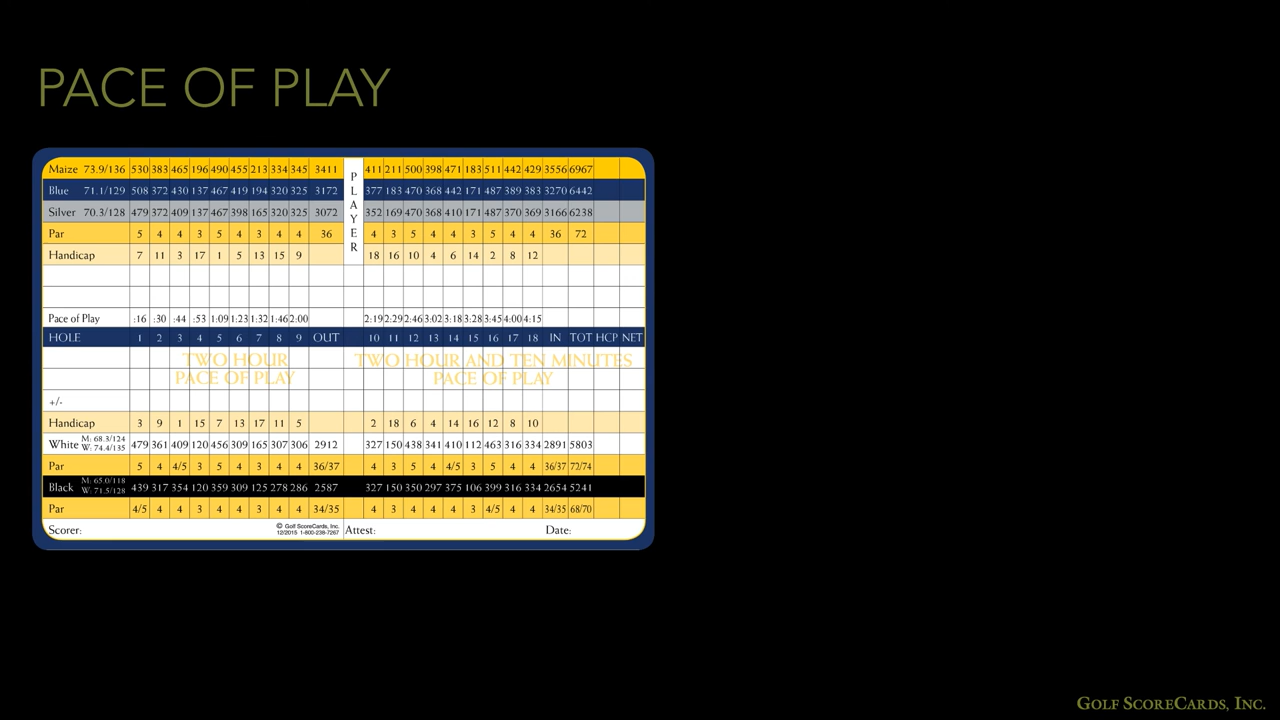 PACE OF PLAY
Maize 73.9/136 530 383 465 196 490 455 213 334 345 3411 411 211 500 398 471 183 511 442 429 3556 6967
Blue 71.1/129 508 372 430 137 467 419 194 320 325 3172 377 183 470 368 442 171 487 389 383 3270 6442
Silver 70.3/128 479 372 409 137 467 398 165 320 325 3072 352 169 470 368 410 171 487 370 369 3166 6238
Par 5 4 4 3 5 4 3 4 4 36 4 3 5 4 4 3 5 4 4 36 72
PLAYER
Handicap 7 11 3 17 1 5 13 15 9 18 16 10 4 6 14 2 8 12
Pace of Play :16 :30 :44 :53 1:09 1:23 1:32 1:46 2:00 2:19 2:29 2:46 3:02 3:18 3:28 3:45 4:00 4:15
HOLE 1 2 3 4 5 6 7 8 9 OUT 10 11 12 13 14 15 16 17 18 IN TOT HCP NET
TWO HOUR TWO HOUR AND TEN MINUTES
PACE OF PLAY PACE OF PLAY
+/-
Handicap 3 9 1 15 7 13 17 11 5 2 18 6 4 14 16 12 8 10
White M: 68.3/124 W: 74.4/135 479 361 409 120 456 309 165 307 306 2912 327 150 438 341 410 112 463 316 334 2891 5803
Par 5 4 4/5 3 5 4 3 4 4 36/37 4 3 5 4 4/5 3 5 4 4 36/37 72/74
Black M: 65.0/118 W: 71.5/128 439 317 354 120 359 309 125 278 286 2587 327 150 350 297 375 106 399 316 334 2654 5241
Par 4/5 4 4 3 4 4 3 4 4 34/35 4 3 4 4 4 3 4/5 4 4 34/35 68/70
Scorer: © Golf ScoreCards, Inc. Attest: Date:
12/2015 1-800-238-7267
GOLF SCORECARDS, INC.